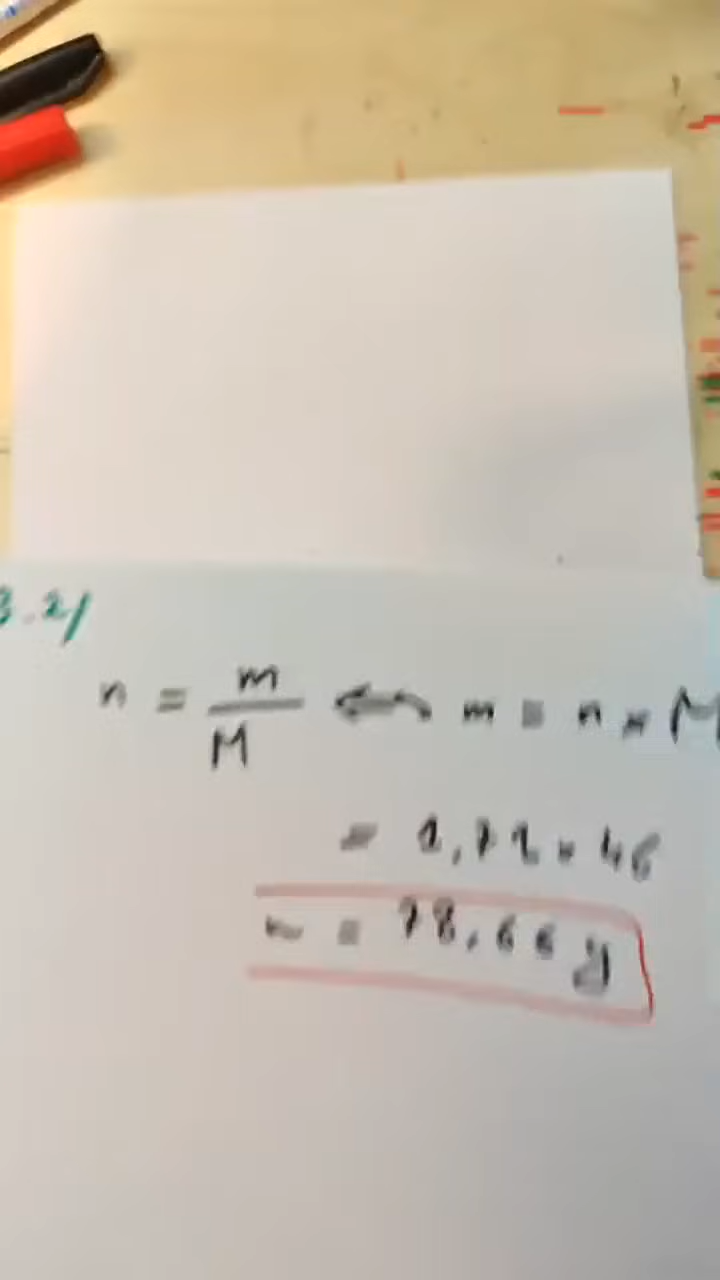 3.2/
n = m/M ⟸ m = n × M
= 1,71 × 46
m = 78,66 g